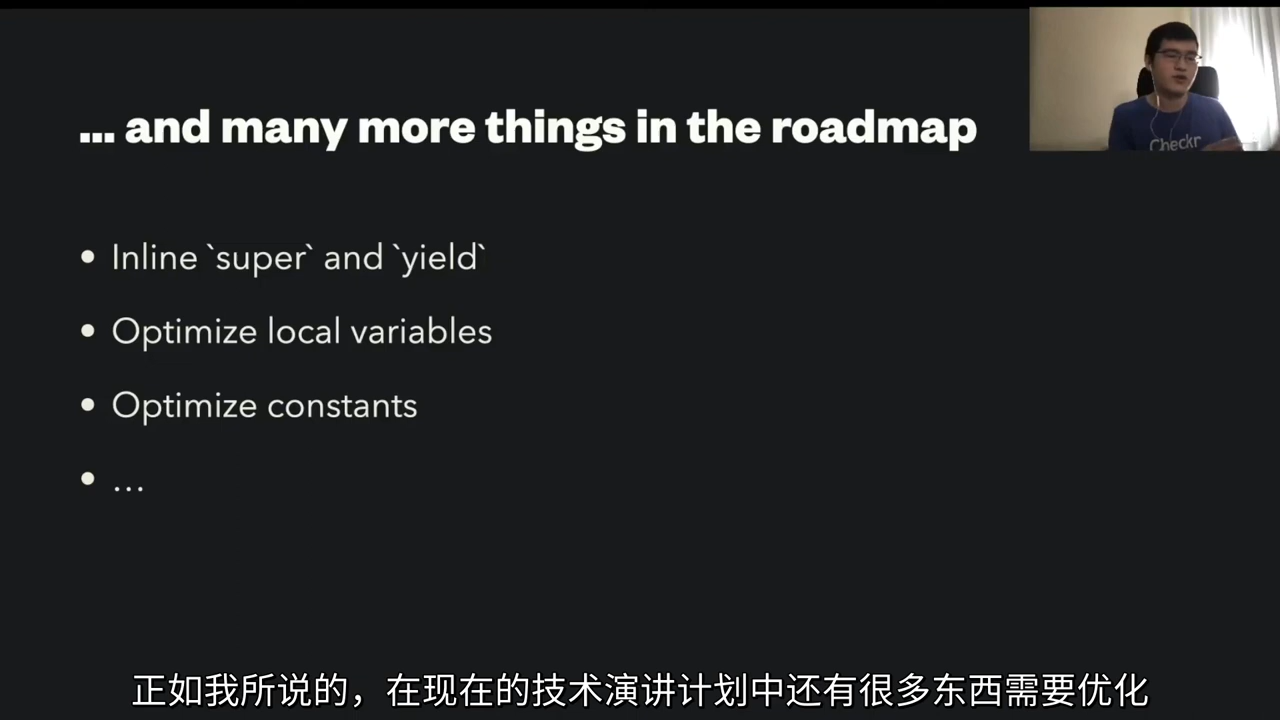 ... and many more things in the roadmap
Checkr
• Inline `super` and `yield`
• Optimize local variables
• Optimize constants
• ...
正如我所说的，在现在的技术演讲计划中还有很多东西需要优化